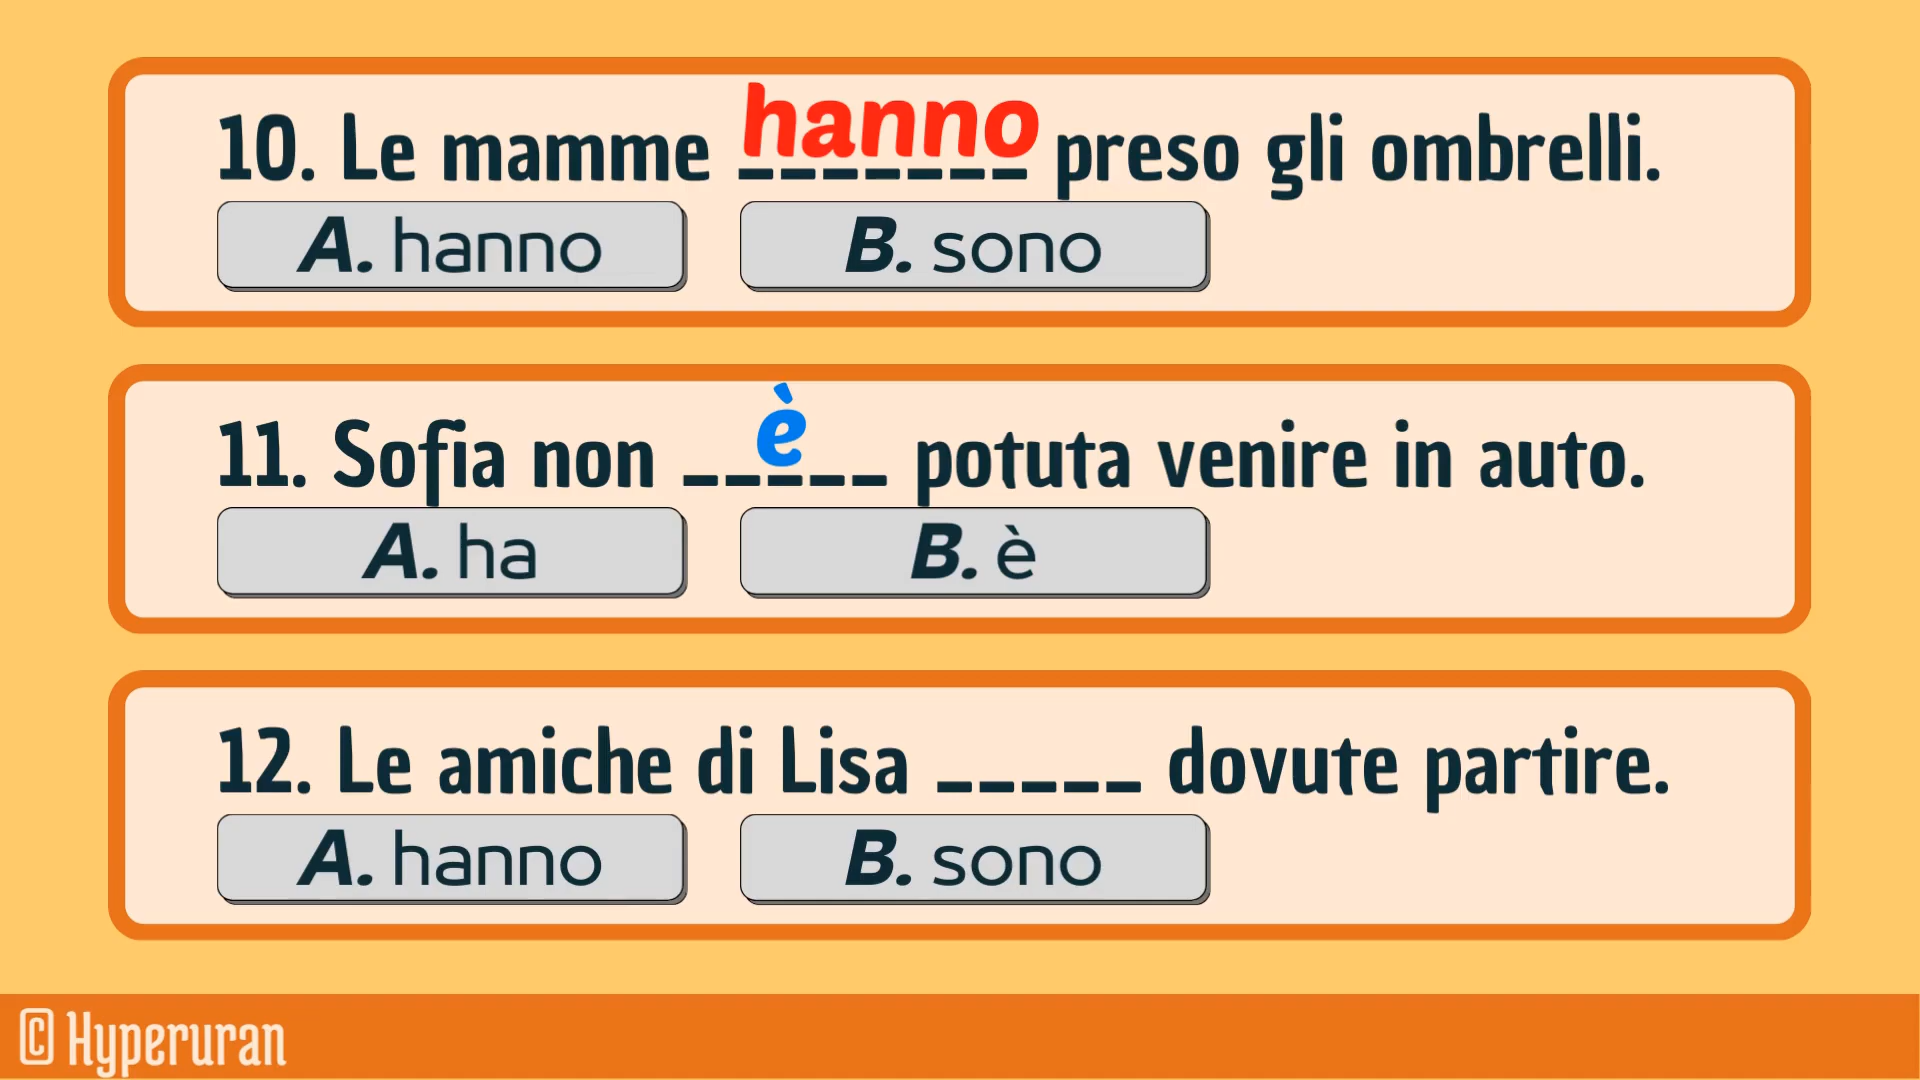 10. Le mamme hanno preso gli ombrelli.
A. hanno B. sono
11. Sofia non è potuta venire in auto.
A. ha B. è
12. Le amiche di Lisa _____ dovute partire.
A. hanno B. sono
© Hyperuran